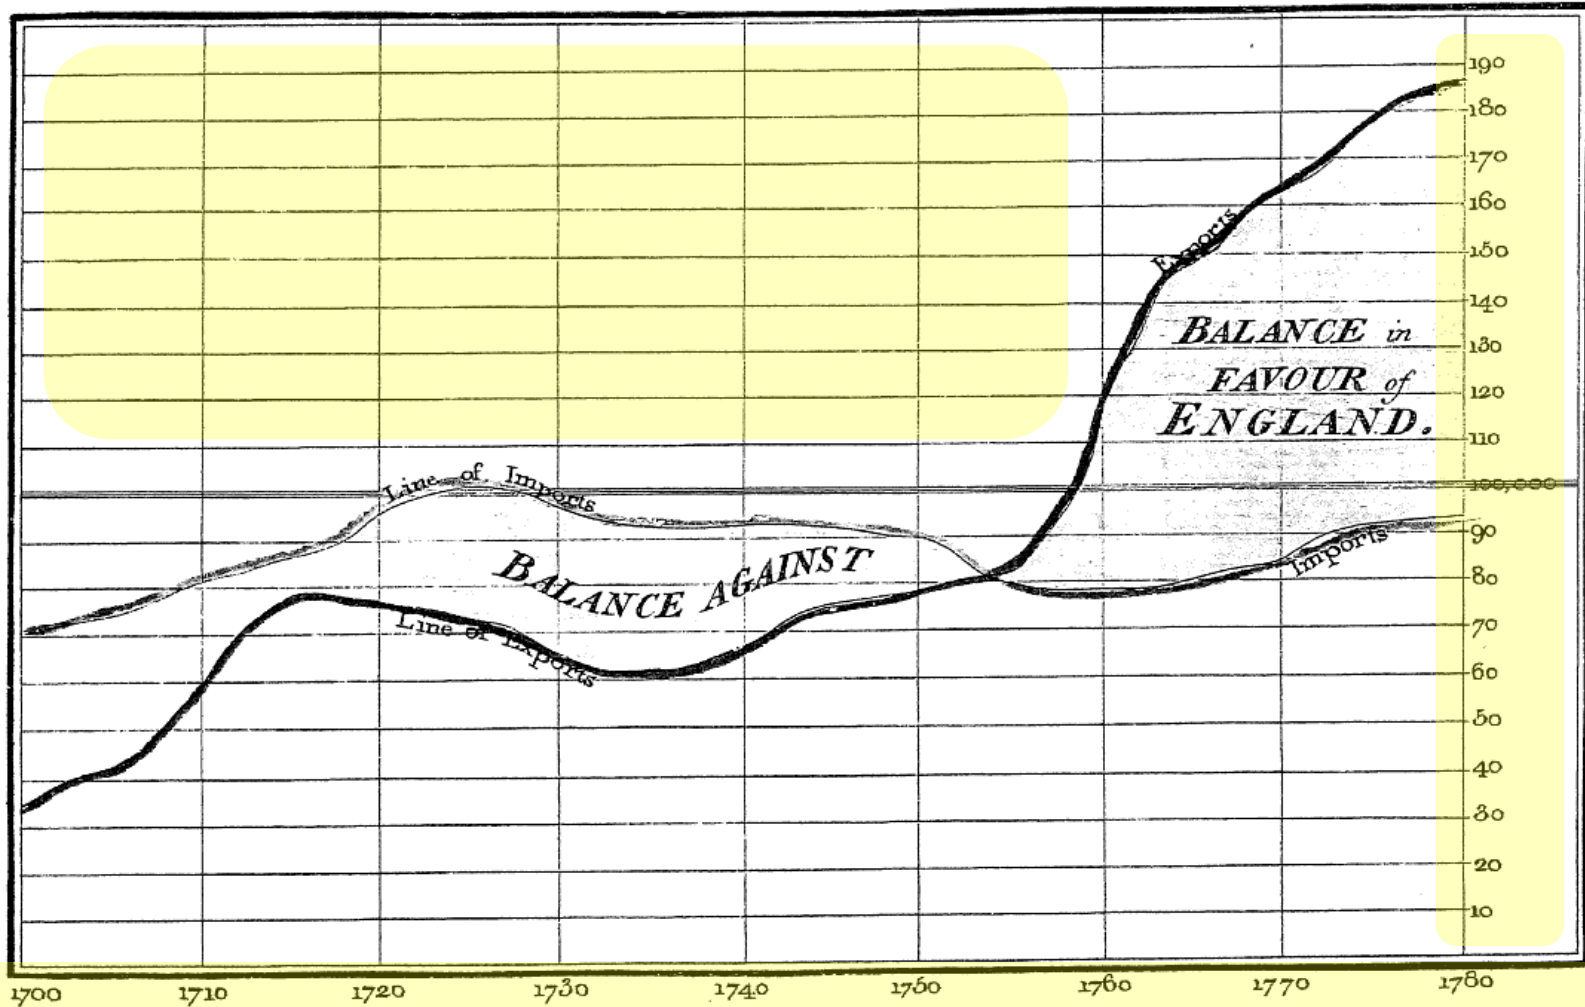 190
180
170
160
150
140
130
120
110
100,000
90
80
70
60
50
40
30
20
10
Exports
BALANCE in
FAVOUR of
ENGLAND.
Line of Imports
BALANCE AGAINST
Imports
Line of Exports
1700 1710 1720 1730 1740 1750 1760 1770 1780